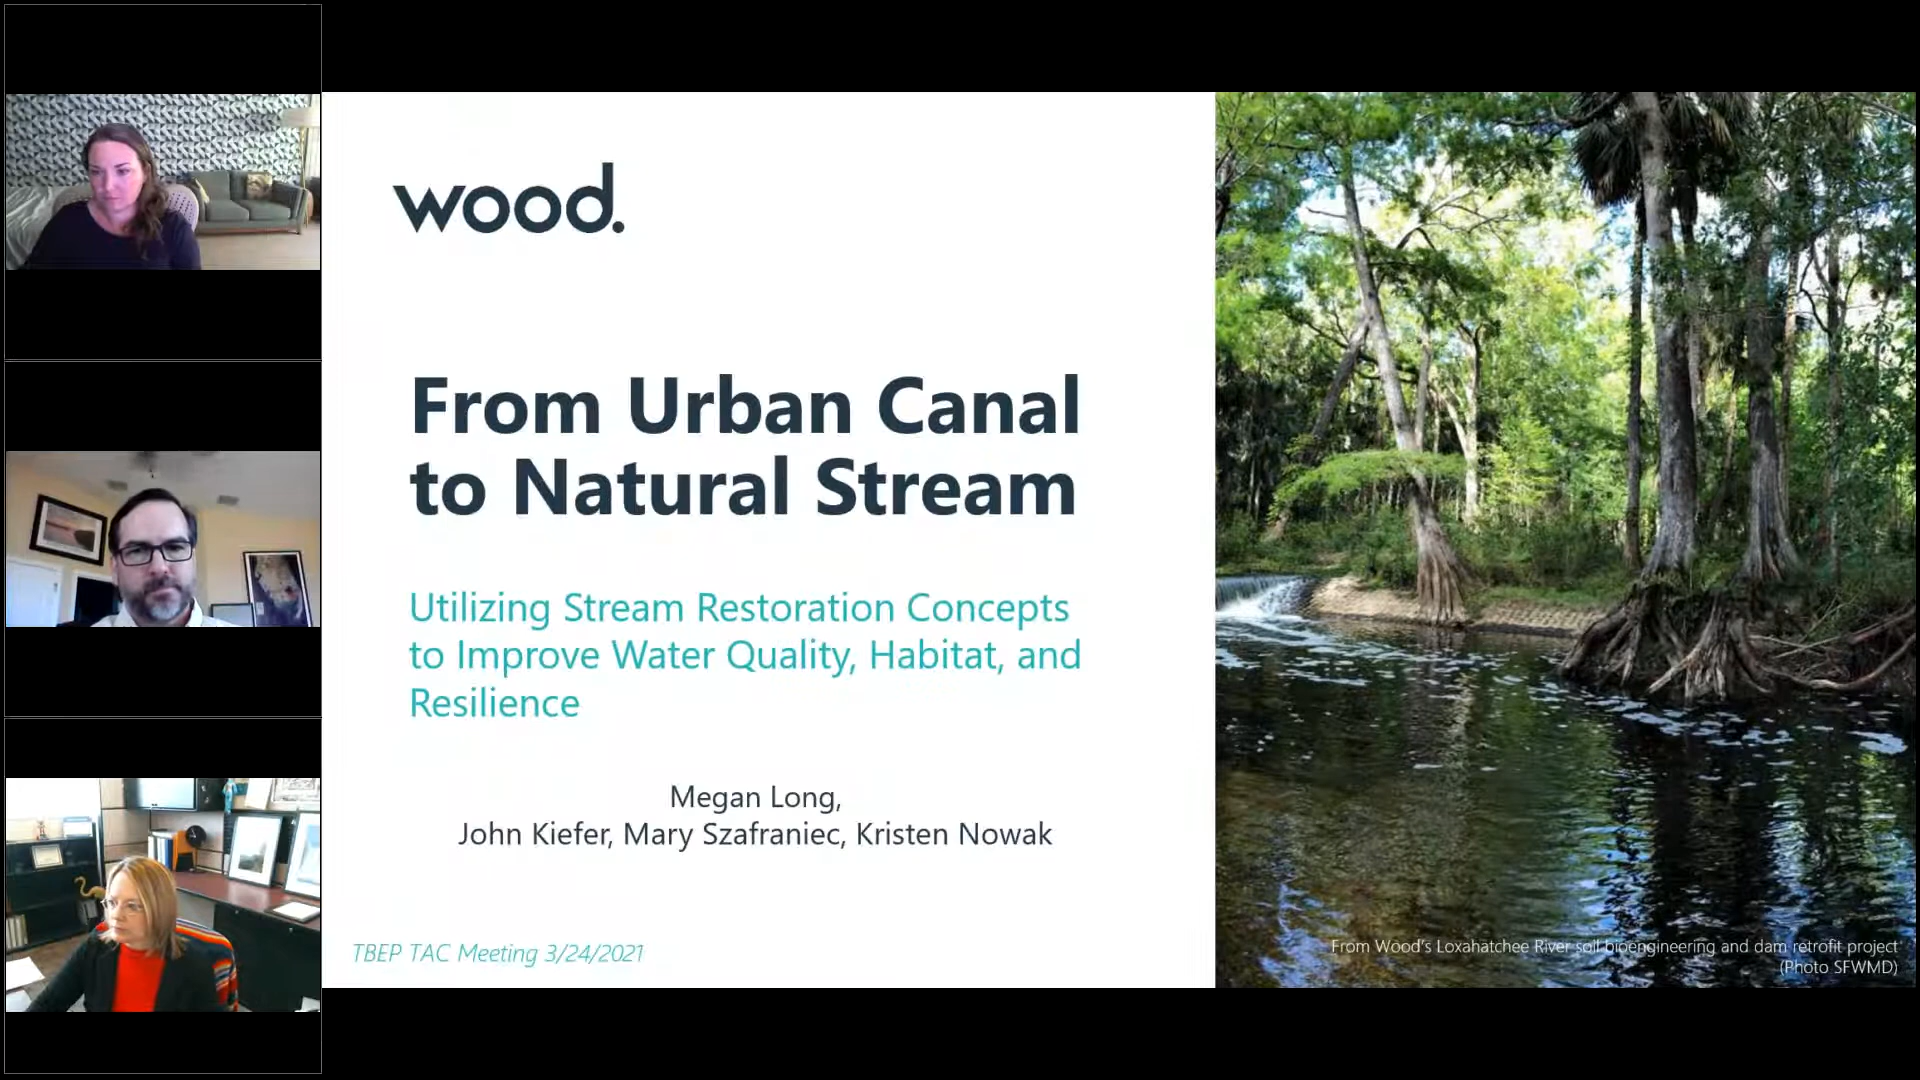 wood.
From Urban Canal
to Natural Stream
Utilizing Stream Restoration Concepts
to Improve Water Quality, Habitat, and
Resilience
Megan Long,
John Kiefer, Mary Szafraniec, Kristen Nowak
TBEP TAC Meeting 3/24/2021
From Wood's Loxahatchee River soil bioengineering and dam retrofit project
(Photo SFWMD)